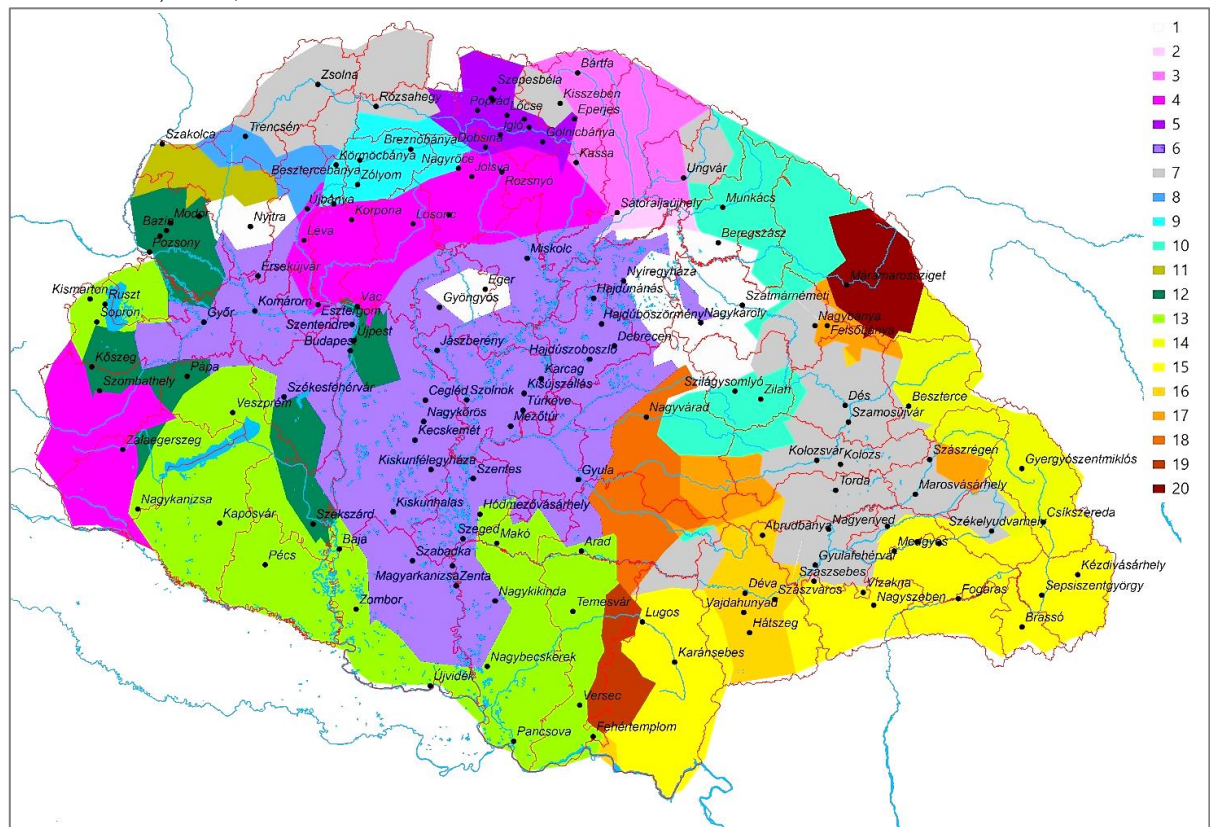 1
2
3
4
5
6
7
8
9
10
11
12
13
14
15
16
17
18
19
20
Bártfa
Zsolna
Szepesbéla
Rózsahegy
Poprád
Lőcse
Kisszeben
Eperjes
Szakolca
Trencsén
Igló
Dobsina
Gölnicbánya
Breznóbánya
Körmöcbánya
Besztercebánya
Nagyrőce
Jolsva
Kassa
Zólyom
Rozsnyó
Ungvár
Modor
Bazin
Nyitra
Újbánya
Korpona
Losonc
Sátoraljaújhely
Munkács
Pozsony
Léva
Beregszász
Miskolc
Érsekújvár
Eger
Nyíregyháza
Máramarossziget
Kismarton
Ruszt
Sopron
Győr
Komárom
Esztergom
Vác
Gyöngyös
Hajdúnánás
Szatmárnémeti
Szentendre
Újpest
Hajdúböszörmény
Nagykároly
Nagybánya
Felsőbánya
Budapest
Jászberény
Debrecen
Kőszeg
Hajdúszoboszló
Szombathely
Pápa
Karcag
Székesfehérvár
Cegléd
Szolnok
Kisújszállás
Szilágysomlyó
Zilah
Dés
Beszterce
Veszprém
Nagykőrös
Túrkeve
Mezőtúr
Nagyvárad
Szamosújvár
Kecskemét
Zalaegerszeg
Kiskunfélegyháza
Szentes
Gyula
Kolozsvár
Kolozs
Szászrégen
Gyergyószentmiklós
Torda
Marosvásárhely
Nagykanizsa
Kaposvár
Kiskunhalas
Hódmezővásárhely
Szekszárd
Szeged
Makó
Arad
Abrudbánya
Nagyenyed
Székelyudvarhely
Csíkszereda
Baja
Pécs
Szabadka
Medgyes
Gyulafehérvár
Magyarkanizsa
Zenta
Szászsebes
Kézdivásárhely
Zombor
Nagykikinda
Temesvár
Lugos
Déva
Szászváros
Vízakna
Vajdahunyad
Nagyszeben
Fogaras
Sepsiszentgyörgy
Hátszeg
Brassó
Nagybecskerek
Karánsebes
Újvidék
Versec
Pancsova
Fehértemplom